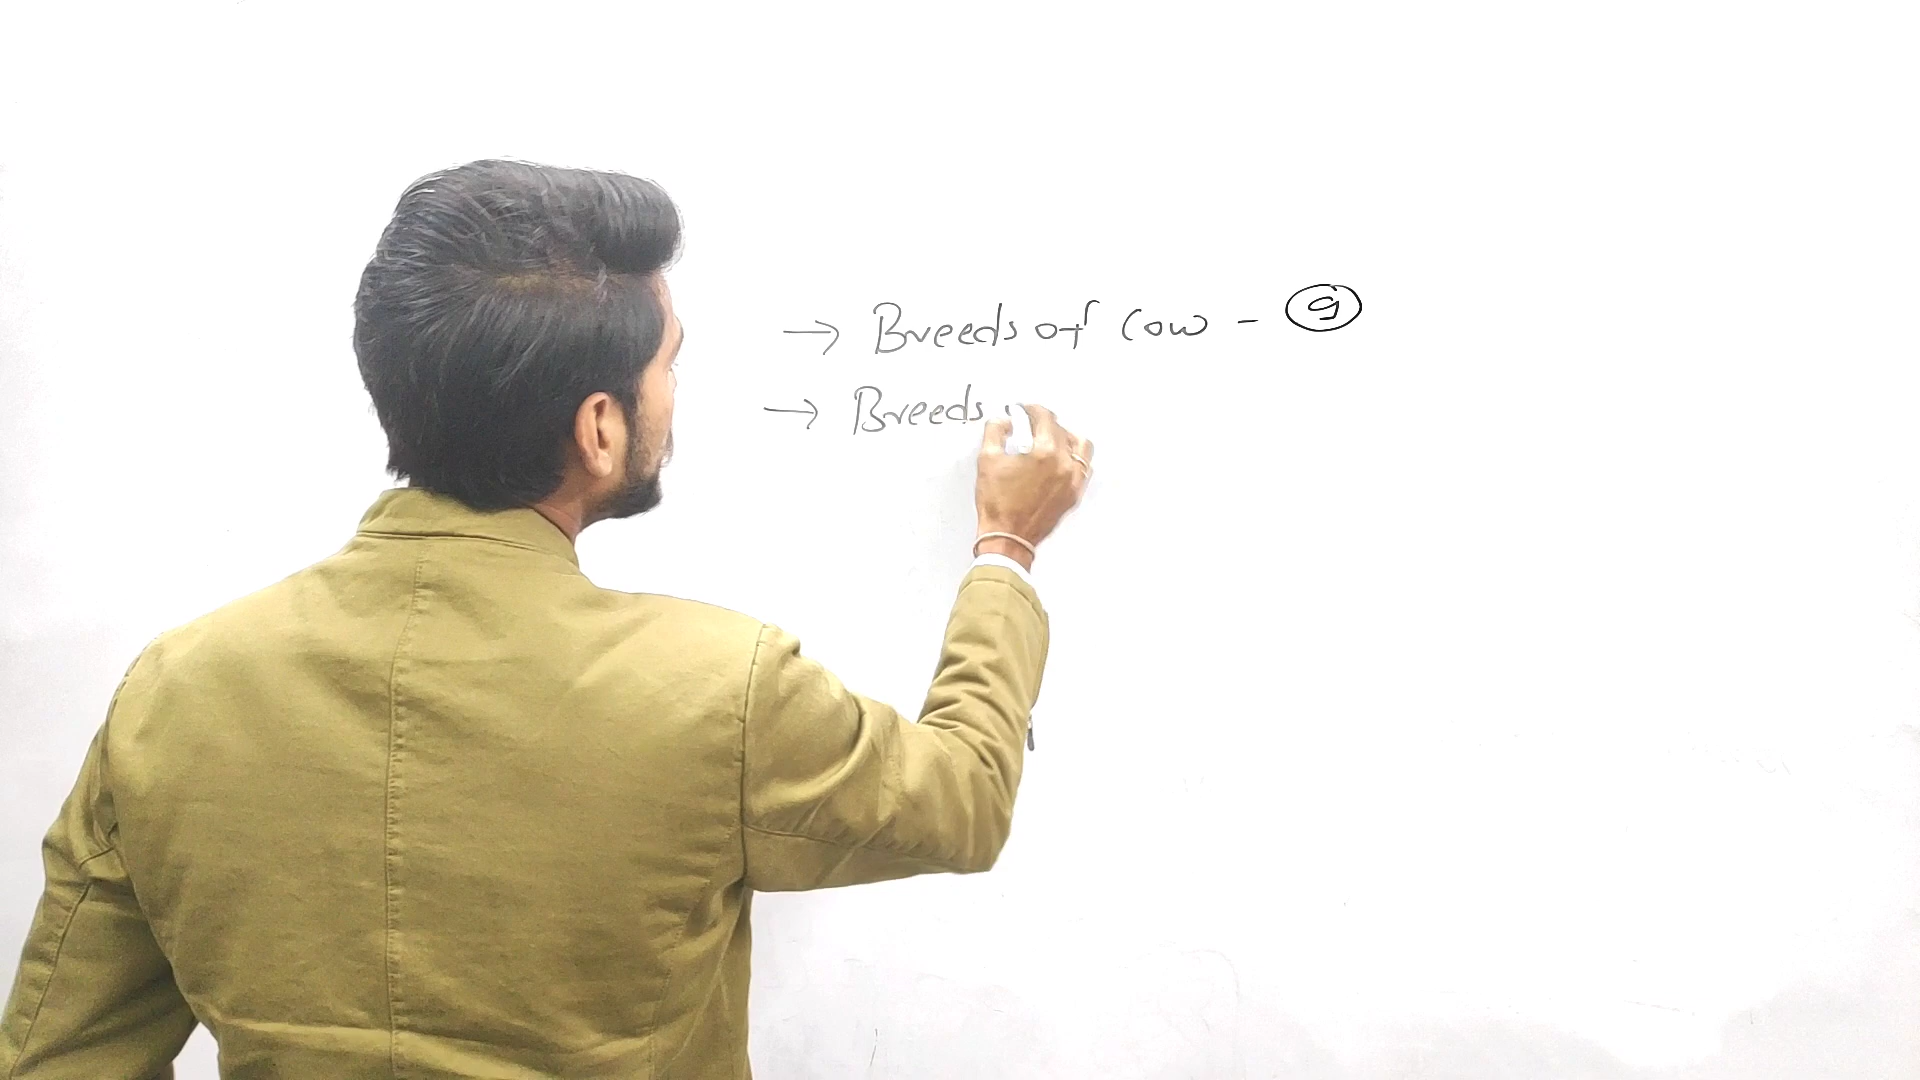 → Breeds of Cow - 9
→ Breeds